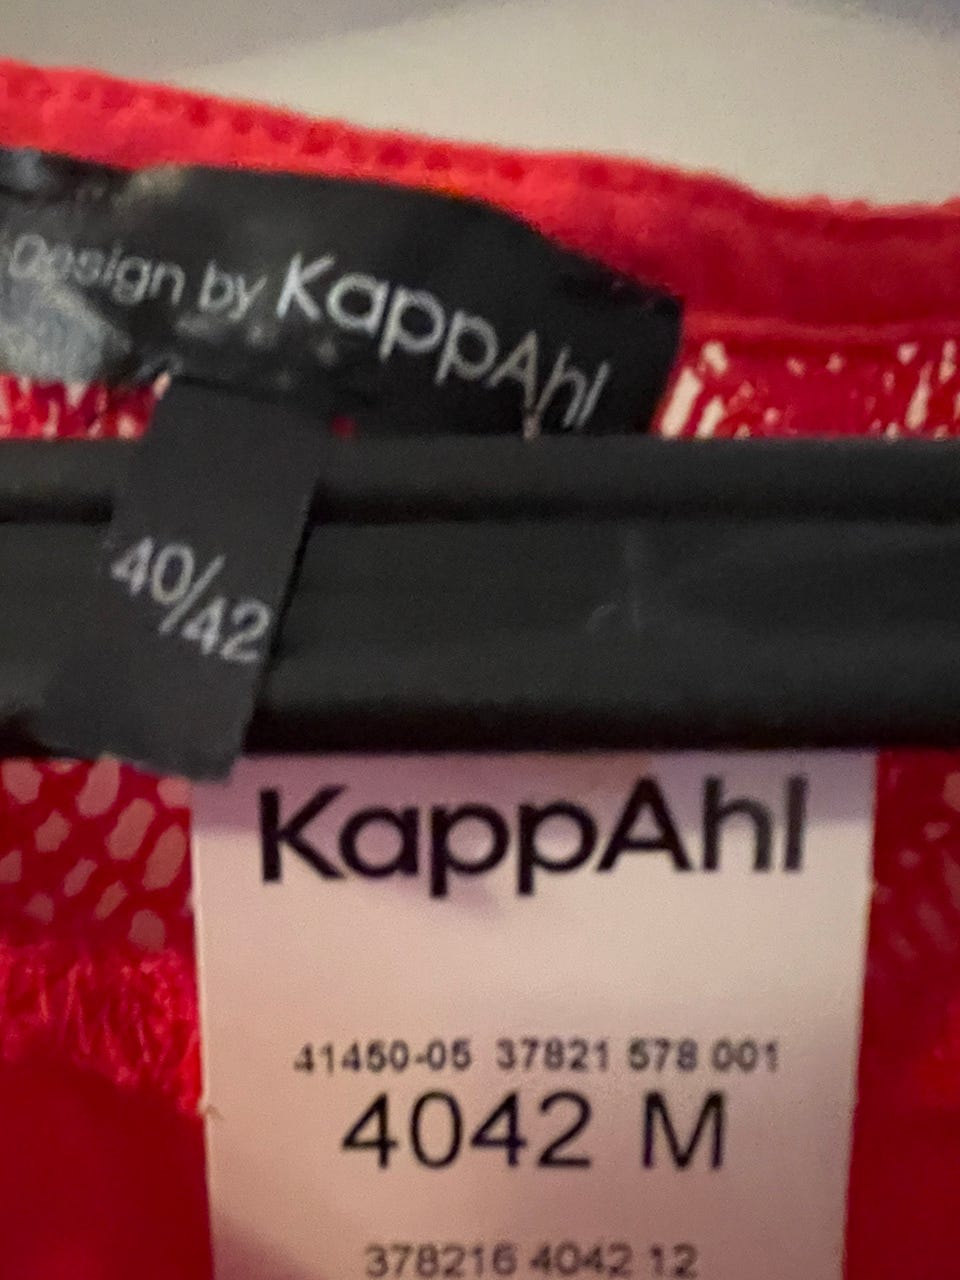 Design by KappAhl
40/42
KappAhl
41450-05 37821 578 001
4042 M
378216 4042 12